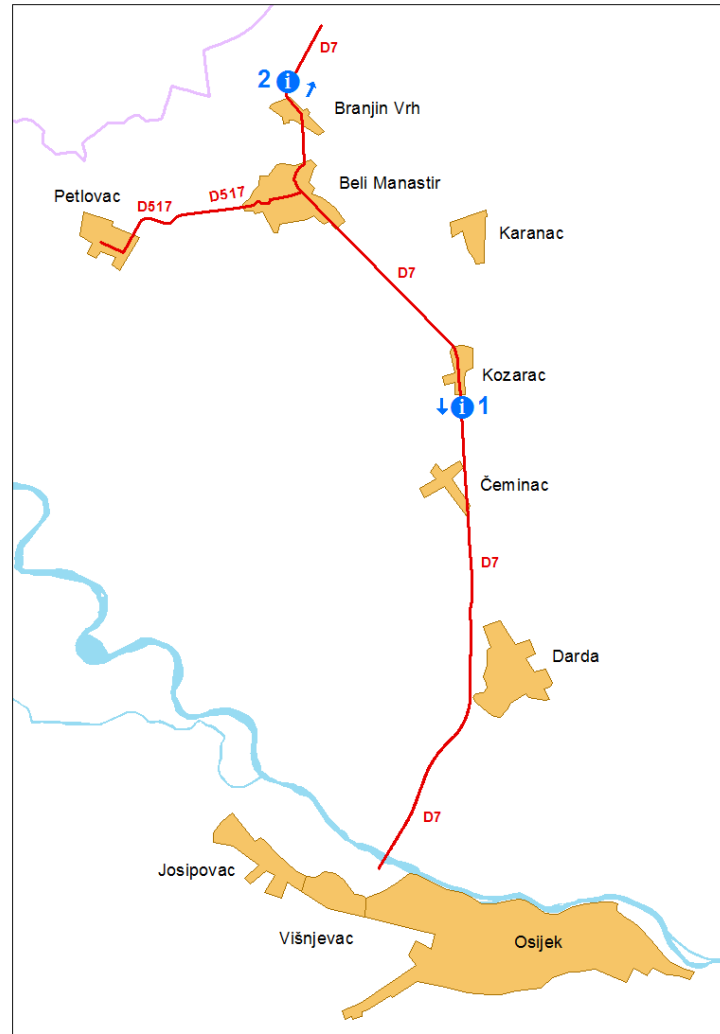 D7
2 i
Branjin Vrh
Beli Manastir
Petlovac
D517
D517
Karanac
D7
Kozarac
i 1
Čeminac
D7
Darda
D7
Josipovac
Višnjevac
Osijek